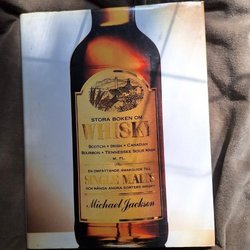 STORA BOKEN OM
WHISKY
SCOTCH • IRISH • CANADIAN
BOURBON • TENNESSEE SOUR MASH
M. FL.
EN OMFATTANDE SMAKGUIDE TILL
SINGLE MALTS
OCH MÅNGA ANDRA SORTERS WHISKY
Michael Jackson